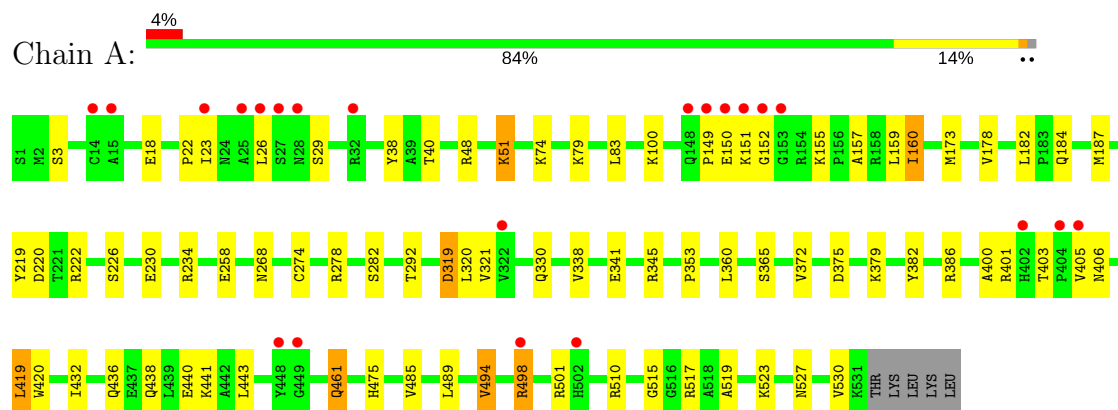 4%
Chain A:
84% 14% ••
S1 M2 S3 C14 A15 E18 P22 I23 N24 A25 L26 S27 N28 S29 R32 Y38 A39 T40 R48 K51 K74 K79 L83 K100 Q148 P149 E150 K151 G152 G153 R154 K155 P156 A157 R158 L159 I160 M173 V178 L182 P183 Q184 M187
Y219 D220 T221 R222 S226 E230 R234 E258 N268 C274 R278 S282 T292 D319 L320 V321 V322 Q330 V338 E341 R345 P353 L360 S365 V372 D375 K379 Y382 R386 A400 R401 H402 T403 P404 V405 N406
L419 W420 I432 Q436 E437 Q438 L439 E440 K441 A442 L443 Y448 G449 Q461 H475 V485 L489 V494 R498 R501 H502 R510 G515 G516 R517 A518 A519 K523 N527 V530 K531 THR LYS LEU LYS LEU